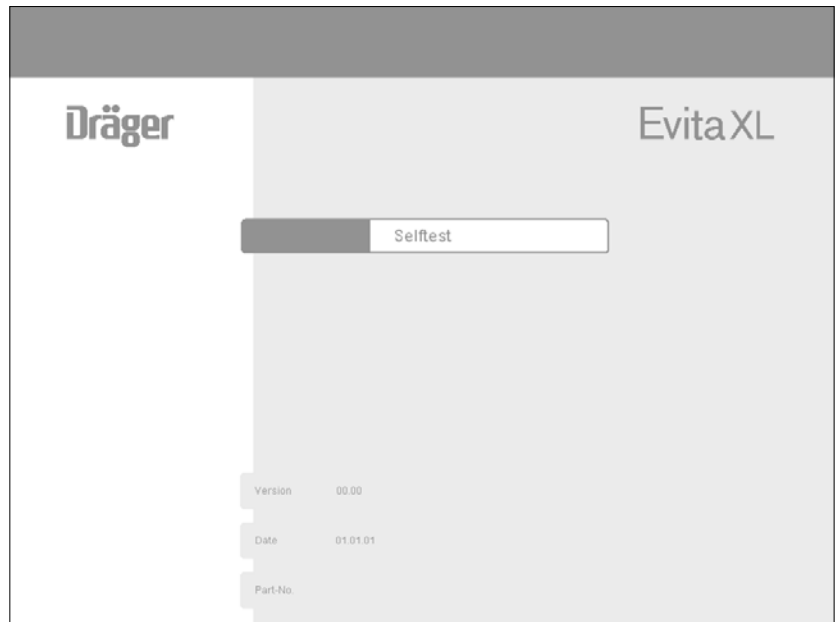 Dräger
Evita XL
Selftest
Version 00.00
Date 01.01.01
Part-No.